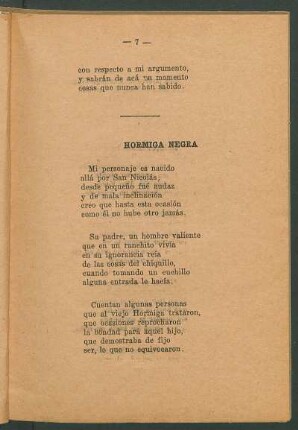 — 7 —
con respecto a mi argumento,
y sabrán de acá un momento
cosas que nunca han sabido.
HORMIGA NEGRA
Mi personaje es nacido
allá por San Nicolás;
desde pequeño fué audaz
y de mala inclinación
creo que hasta esta ocasión
como él no hubo otro jamás.
Su padre, un hombre valiente
que en un ranchito vivía
en su ignorancia reía
de las cosas del chiquillo,
cuando tomando un cuchillo
alguna entrada le hacía.
Cuentan algunas personas
que al viejo Hormiga trataron,
que ocasiones reprocharon
la bondad para aquel hijo,
que demostraba de fijo
ser, lo que no equivocaron.